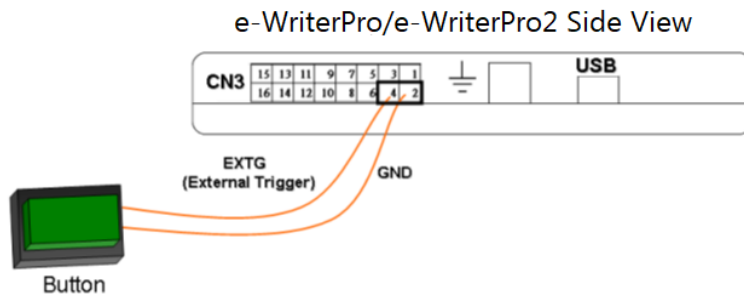 e-WriterPro/e-WriterPro2 Side View
CN3
15 13 11 9 7 5 3 1
16 14 12 10 8 6 4 2
USB
EXTG
(External Trigger)
GND
Button